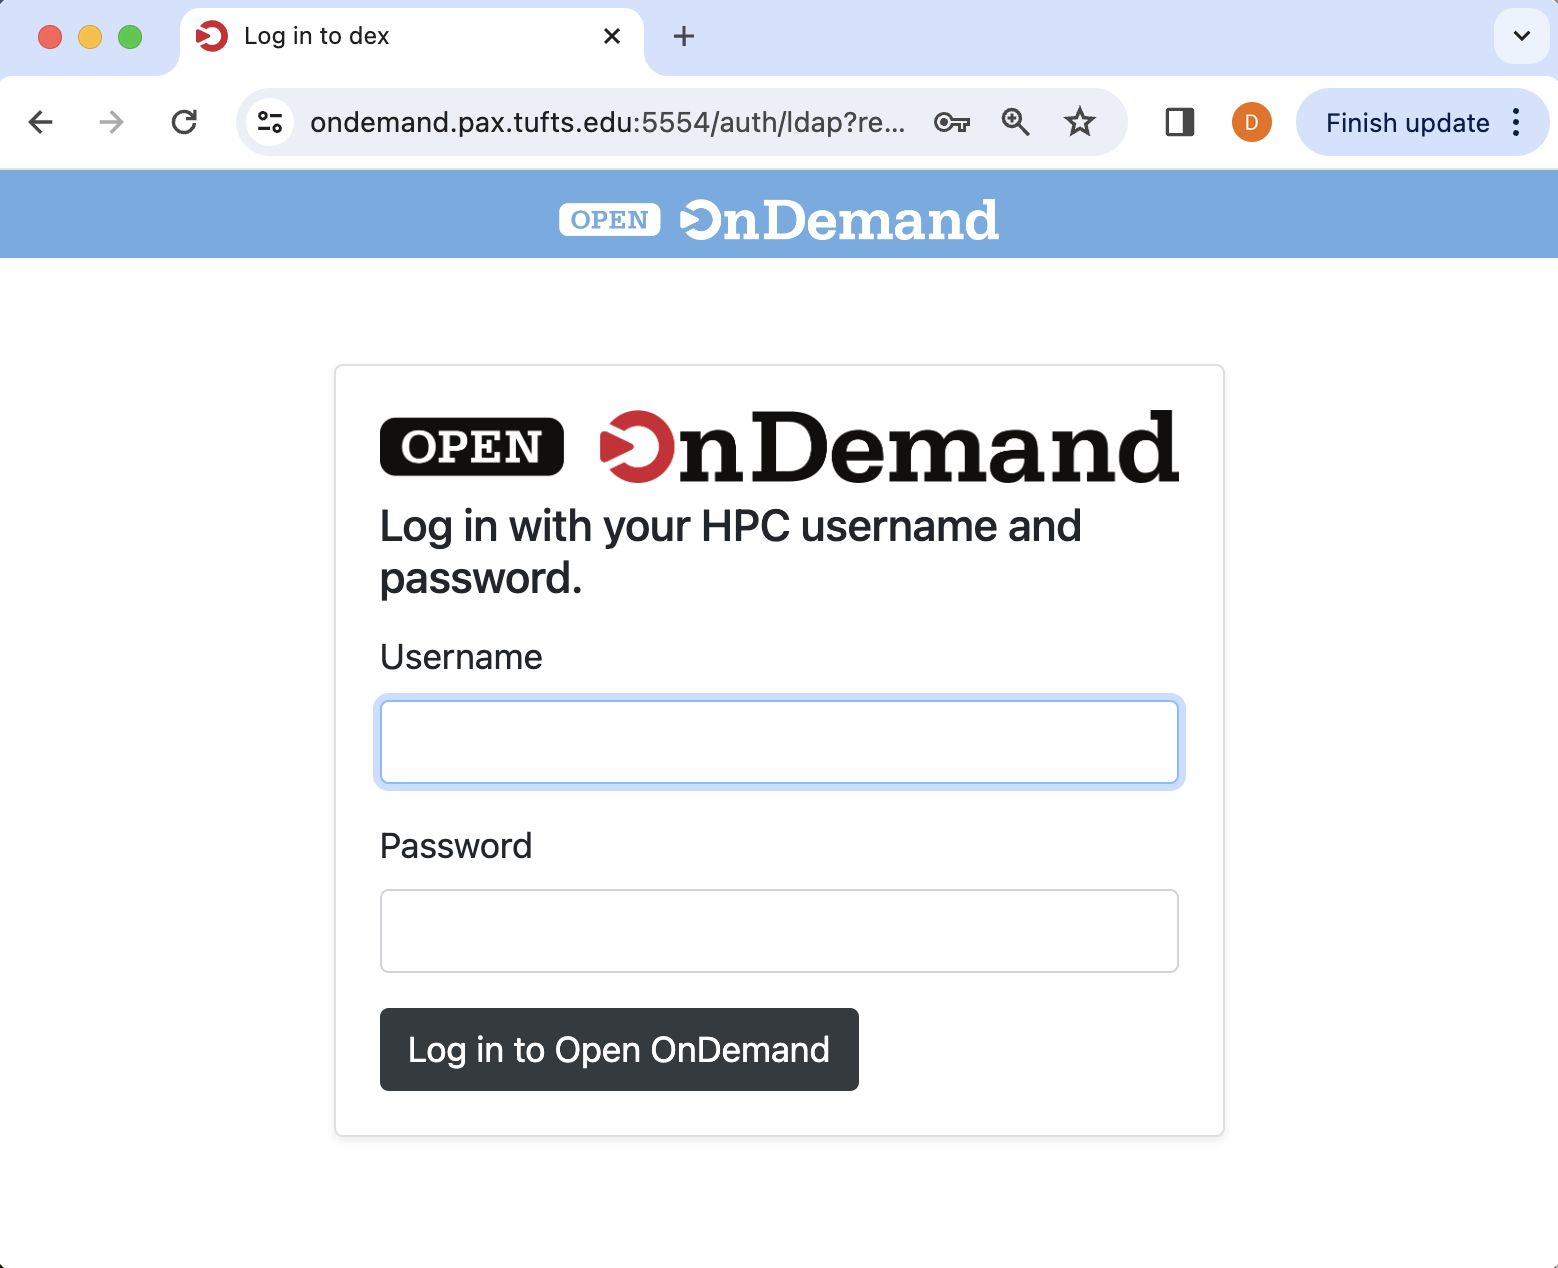 Log in to dex
ondemand.pax.tufts.edu:5554/auth/ldap?re...
D
Finish update
OPEN OnDemand
OPEN OnDemand
Log in with your HPC username and
password.
Username
Password
Log in to Open OnDemand